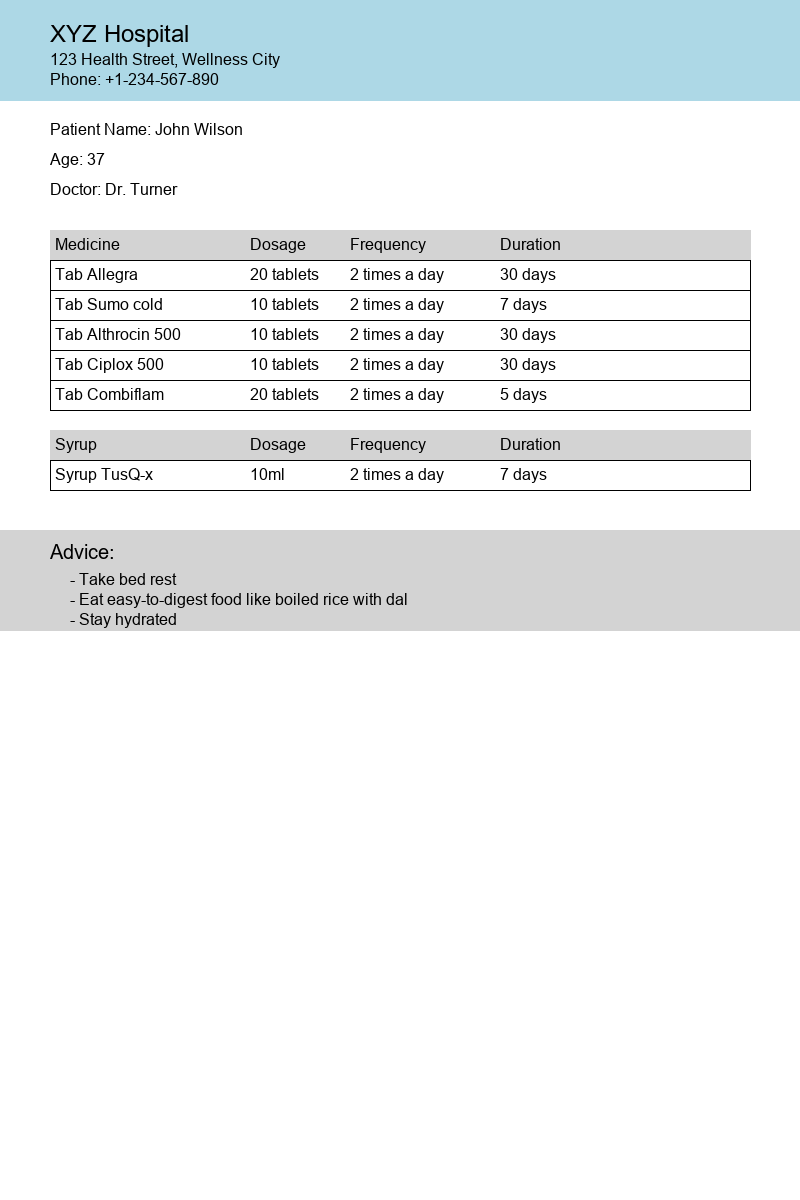 XYZ Hospital
123 Health Street, Wellness City
Phone: +1-234-567-890
Patient Name: John Wilson
Age: 37
Doctor: Dr. Turner
Medicine Dosage Frequency Duration
Tab Allegra 20 tablets 2 times a day 30 days
Tab Sumo cold 10 tablets 2 times a day 7 days
Tab Althrocin 500 10 tablets 2 times a day 30 days
Tab Ciplox 500 10 tablets 2 times a day 30 days
Tab Combiflam 20 tablets 2 times a day 5 days
Syrup Dosage Frequency Duration
Syrup TusQ-x 10ml 2 times a day 7 days
Advice:
- Take bed rest
- Eat easy-to-digest food like boiled rice with dal
- Stay hydrated